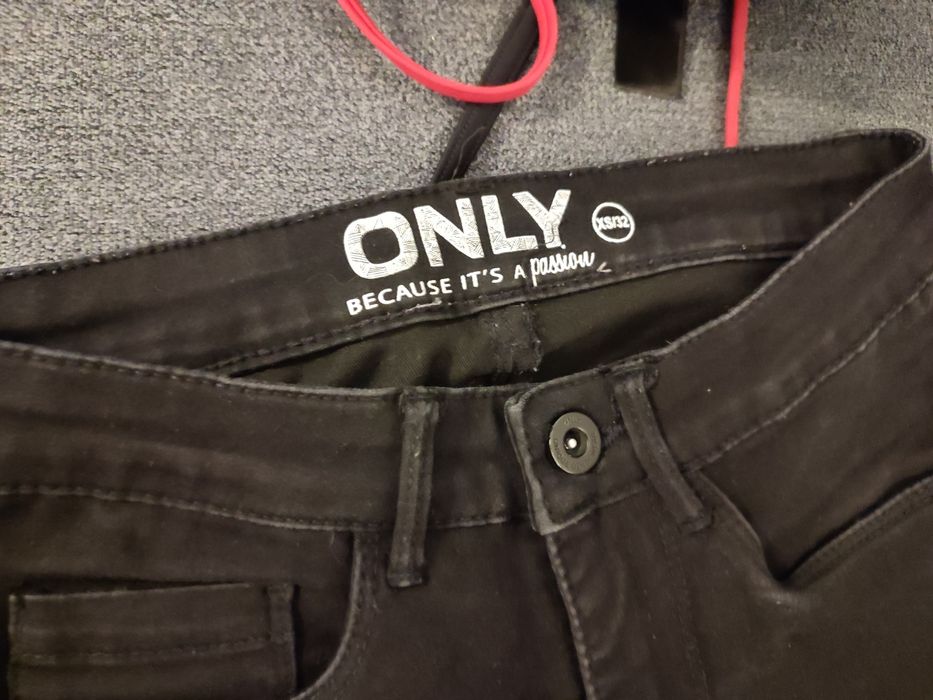 ONLY
XS/32
BECAUSE IT'S A passion